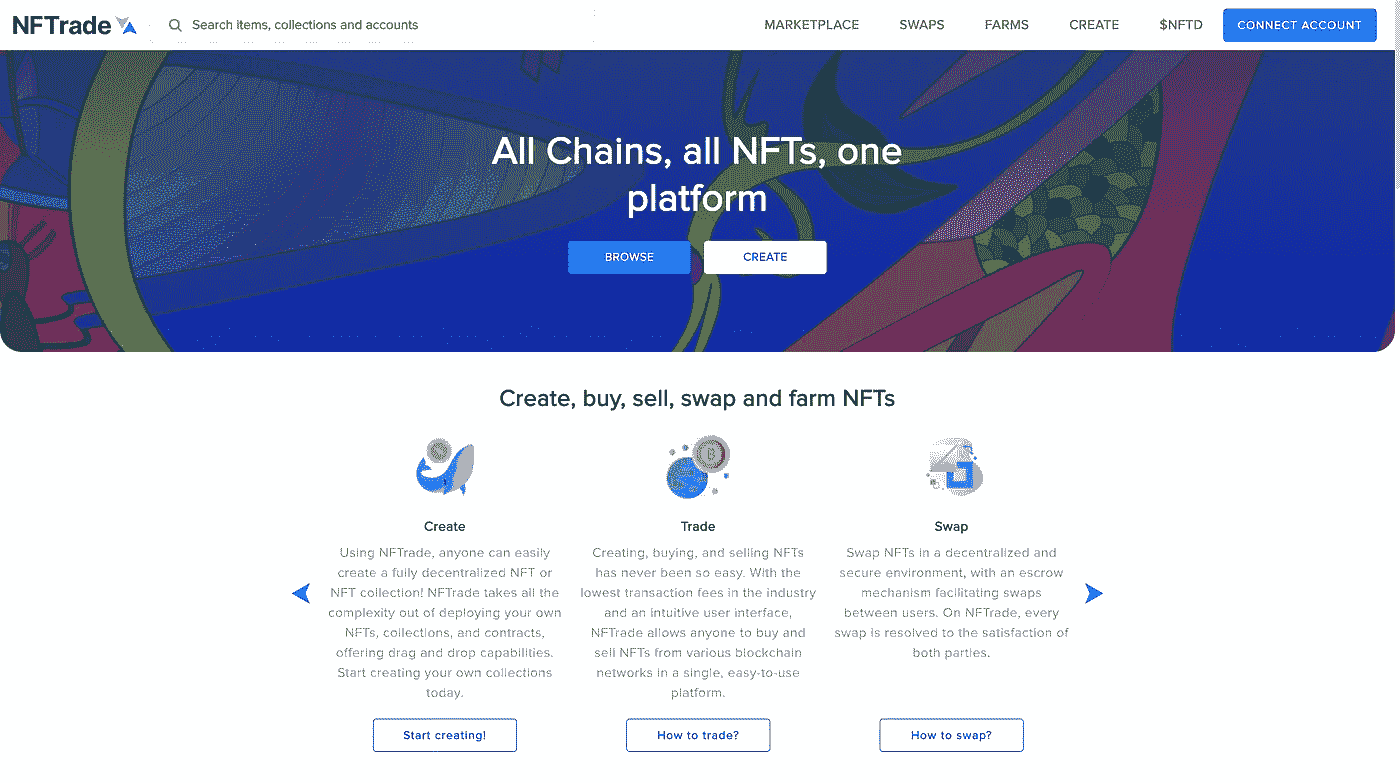 NFTrade
Search items, collections and accounts
MARKETPLACE SWAPS FARMS CREATE $NFTD CONNECT ACCOUNT
All Chains, all NFTs, one
platform
BROWSE CREATE
Create, buy, sell, swap and farm NFTs
Create
Using NFTrade, anyone can easily
create a fully decentralized NFT or
NFT collection! NFTrade takes all the
complexity out of deploying your own
NFTs, collections, and contracts,
offering drag and drop capabilities.
Start creating your own collections
today.
Start creating!
Trade
Creating, buying, and selling NFTs
has never been so easy. With the
lowest transaction fees in the industry
and an intuitive user interface,
NFTrade allows anyone to buy and
sell NFTs from various blockchain
networks in a single, easy-to-use
platform.
How to trade?
Swap
Swap NFTs in a decentralized and
secure environment, with an escrow
mechanism facilitating swaps
between users. On NFTrade, every
swap is resolved to the satisfaction of
both parties.
How to swap?